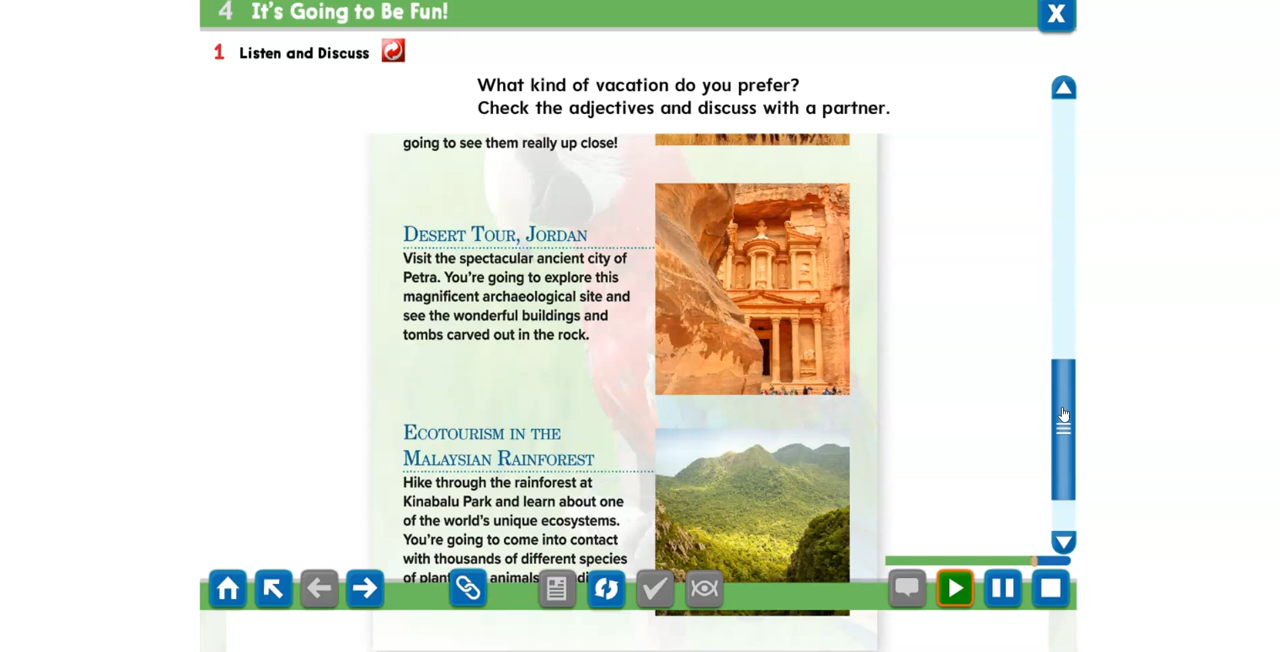 4 It's Going to Be Fun!
X
1 Listen and Discuss
What kind of vacation do you prefer?
Check the adjectives and discuss with a partner.
going to see them really up close!
DESERT TOUR, JORDAN
Visit the spectacular ancient city of
Petra. You're going to explore this
magnificent archaeological site and
see the wonderful buildings and
tombs carved out in the rock.
ECOTOURISM IN THE
MALAYSIAN RAINFOREST
Hike through the rainforest at
Kinabalu Park and learn about one
of the world's unique ecosystems.
You're going to come into contact
with thousands of different species
of animals